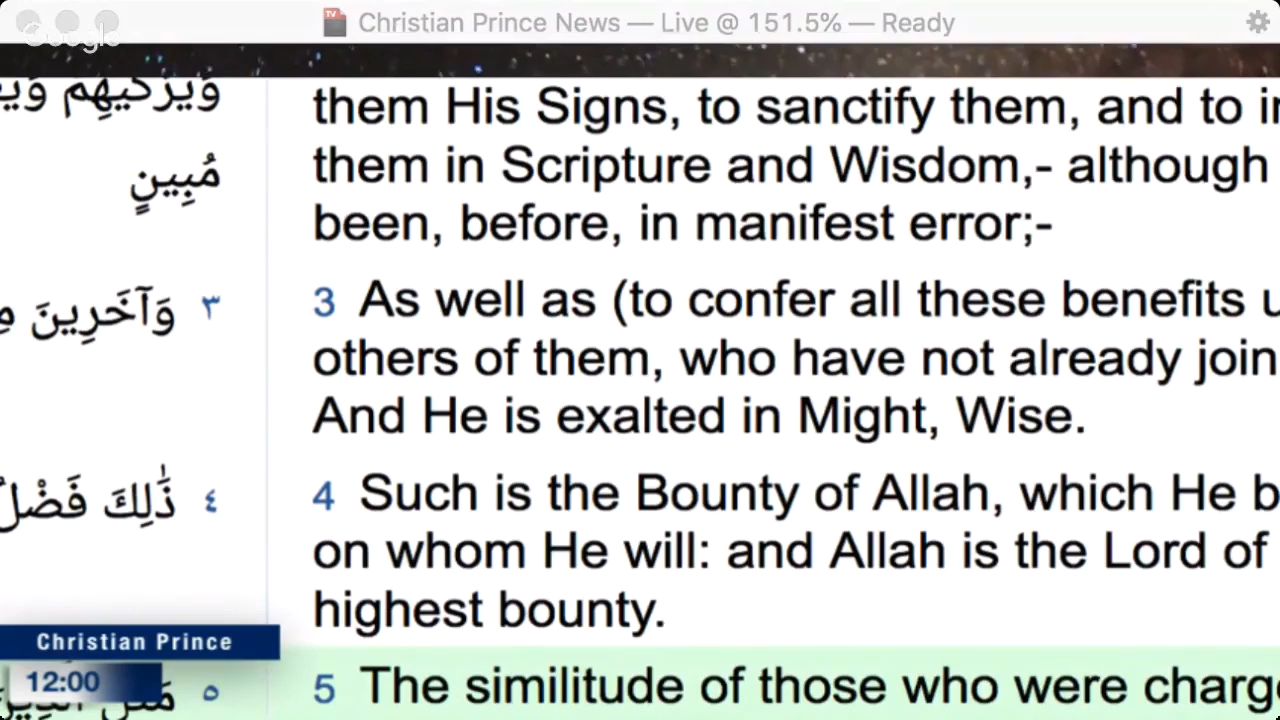 Christian Prince News — Live @ 151.5% — Ready
Google
وَيُزَكِّيهِمْ
مُّبِينٍ
them His Signs, to sanctify them, and to
them in Scripture and Wisdom,- although
been, before, in manifest error;-
٣ وَآخَرِينَ
3 As well as (to confer all these benefits
others of them, who have not already join
And He is exalted in Might, Wise.
٤ ذَٰلِكَ فَضْلُ
4 Such is the Bounty of Allah, which He b
on whom He will: and Allah is the Lord of
highest bounty.
Christian Prince
12:00
٥
5 The similitude of those who were charg